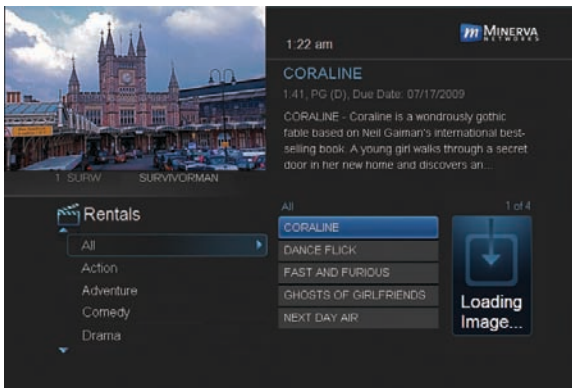 1:22 am
MINERVA
NETWORKS
CORALINE
1:41, PG (D), Due Date: 07/17/2009
CORALINE - Coraline is a wondrously gothic
fable based on Neil Gaiman's international best-
selling book. A young girl walks through a secret
door in her new home and discovers an...
1 SURW SURVIVORMAN
Rentals
All
Action
Adventure
Comedy
Drama
All 1 of 4
CORALINE
DANCE FLICK
FAST AND FURIOUS
GHOSTS OF GIRLFRIENDS
NEXT DAY AIR
Loading
Image...